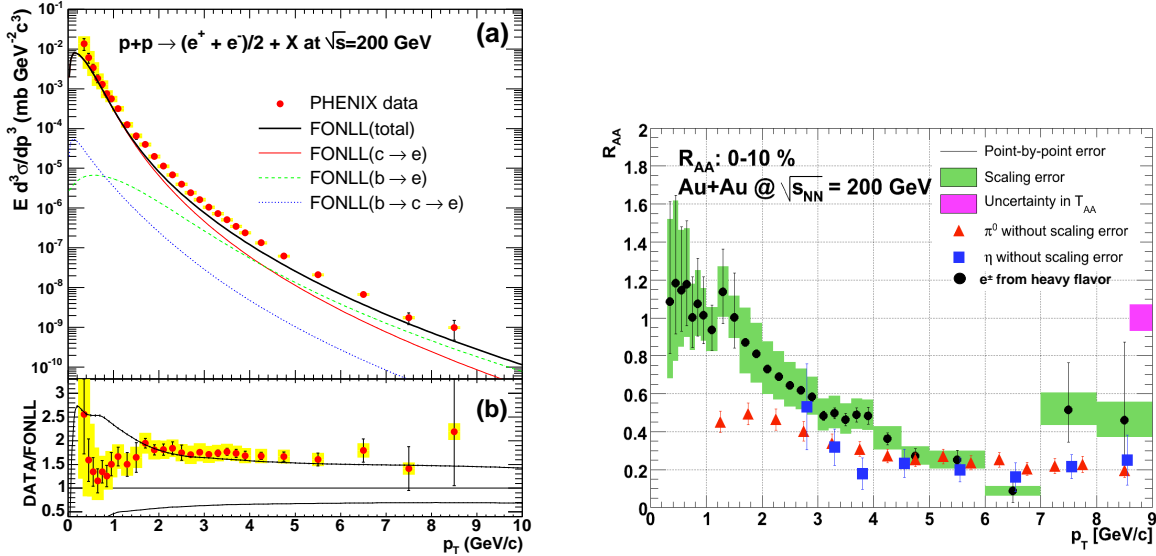 (a)
p+p → (e⁺ + e⁻)/2 + X at √s=200 GeV
PHENIX data
FONLL(total)
FONLL(c → e)
FONLL(b → e)
FONLL(b → c → e)
E d³σ/dp³ (mb GeV⁻²c³)
10
10⁻²
10⁻³
10⁻⁴
10⁻⁵
10⁻⁶
10⁻⁷
10⁻⁸
10⁻⁹
10⁻¹⁰
(b)
DATA/FONLL
3
2.5
2
1.5
1
0.5
0 1 2 3 4 5 6 7 8 9 10
p_T (GeV/c)
R_AA
2
1.8
1.6
1.4
1.2
1
0.8
0.6
0.4
0.2
0
R_AA: 0-10 %
Au+Au @ √s_NN = 200 GeV
Point-by-point error
Scaling error
Uncertainty in T_AA
π⁰ without scaling error
η without scaling error
e± from heavy flavor
0 1 2 3 4 5 6 7 8 9
p_T [GeV/c]